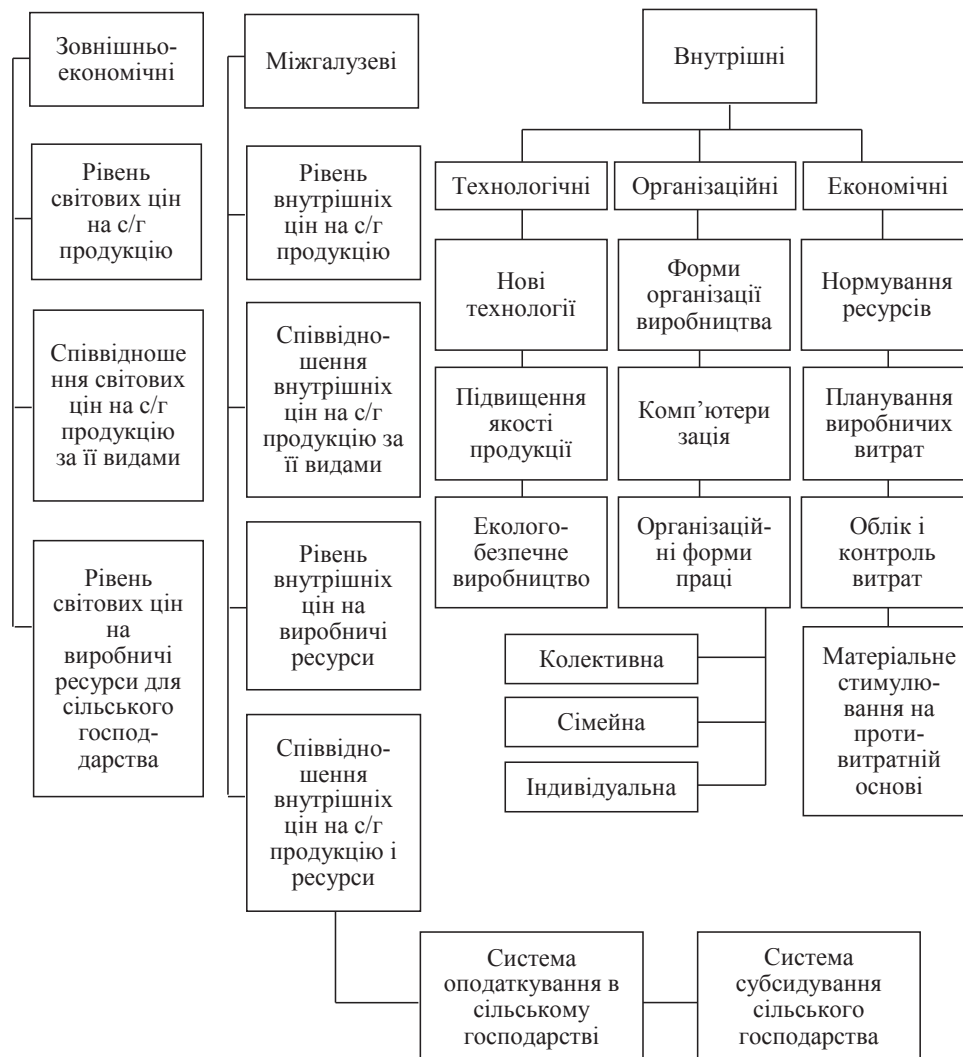 Зовнішньо-
економічні
Рівень
світових цін
на с/г
продукцію
Співвідноше
ення світових
цін на с/г
продукцію
за її видами
Рівень
світових цін
на
виробничі
ресурси для
сільського
господ-
дарства
Міжгалузеві
Рівень
внутрішніх
цін на с/г
продукцію
Співвідно-
шення
внутрішніх
цін на с/г
продукцію за
її видами
Рівень
внутрішніх
цін на
виробничі
ресурси
Співвідно-
шення
внутрішніх
цін на с/г
продукцію і
ресурси
Система
оподаткування в
сільському
господарстві
Система
субсидування
сільського
господарства
Внутрішні
Технологічні
Нові
технології
Підвищення
якості
продукції
Еколого-
безпечне
виробництво
Організаційні
Форми
організації
виробництва
Комп’ютери
зація
Організацій-
ні форми
праці
Колективна
Сімейна
Індивідуальна
Економічні
Нормування
ресурсів
Планування
виробничих
витрат
Облік і
контроль
витрат
Матеріальне
стимулю-
вання на
проти-
витратній
основі